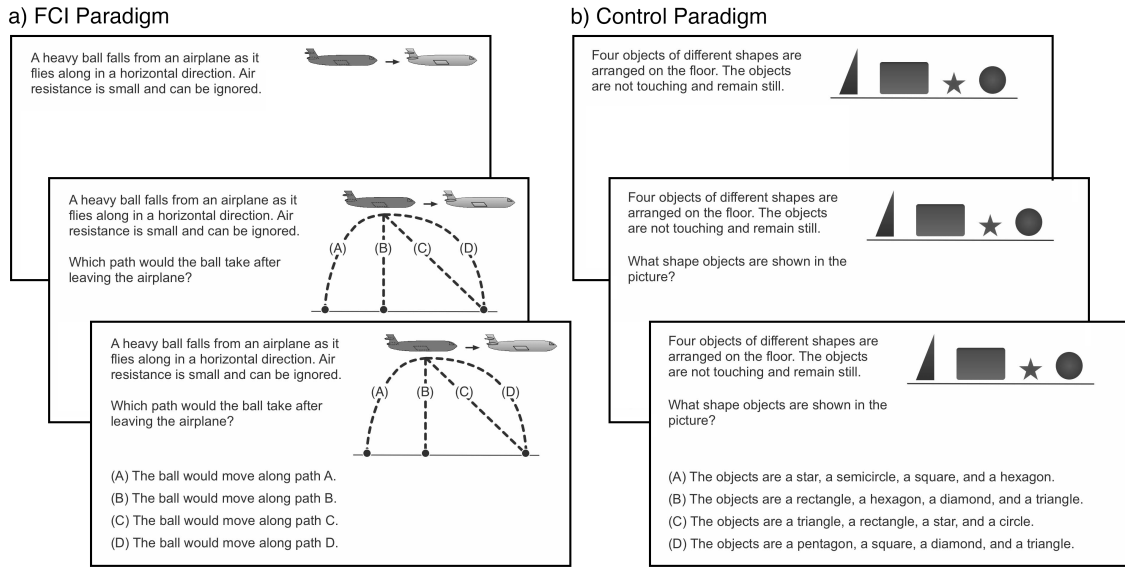 a) FCI Paradigm
A heavy ball falls from an airplane as it
flies along in a horizontal direction. Air
resistance is small and can be ignored.
A heavy ball falls from an airplane as it
flies along in a horizontal direction. Air
resistance is small and can be ignored.
Which path would the ball take after
leaving the airplane?
(A) (B) (C) (D)
A heavy ball falls from an airplane as it
flies along in a horizontal direction. Air
resistance is small and can be ignored.
Which path would the ball take after
leaving the airplane?
(A) (B) (C) (D)
(A) The ball would move along path A.
(B) The ball would move along path B.
(C) The ball would move along path C.
(D) The ball would move along path D.
b) Control Paradigm
Four objects of different shapes are
arranged on the floor. The objects
are not touching and remain still.
Four objects of different shapes are
arranged on the floor. The objects
are not touching and remain still.
What shape objects are shown in the
picture?
Four objects of different shapes are
arranged on the floor. The objects
are not touching and remain still.
What shape objects are shown in the
picture?
(A) The objects are a star, a semicircle, a square, and a hexagon.
(B) The objects are a rectangle, a hexagon, a diamond, and a triangle.
(C) The objects are a triangle, a rectangle, a star, and a circle.
(D) The objects are a pentagon, a square, a diamond, and a triangle.